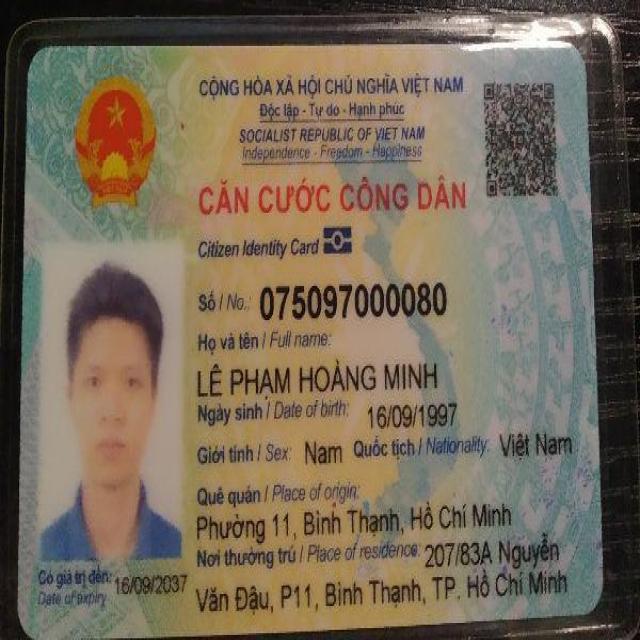 CỘNG HÒA XÃ HỘI CHỦ NGHĨA VIỆT NAM
Độc lập - Tự do - Hạnh phúc
SOCIALIST REPUBLIC OF VIET NAM
Independence - Freedom - Happiness
CĂN CƯỚC CÔNG DÂN
Citizen Identity Card
Số / No.: 075097000080
Họ và tên / Full name:
LÊ PHẠM HOÀNG MINH
Ngày sinh / Date of birth: 16/09/1997
Giới tính / Sex: Nam Quốc tịch / Nationality: Việt Nam
Quê quán / Place of origin:
Phường 11, Bình Thạnh, Hồ Chí Minh
Nơi thường trú / Place of residence: 207/83A Nguyễn
Văn Đậu, P11, Bình Thạnh, TP. Hồ Chí Minh
Có giá trị đến: 16/09/2037
Date of expiry